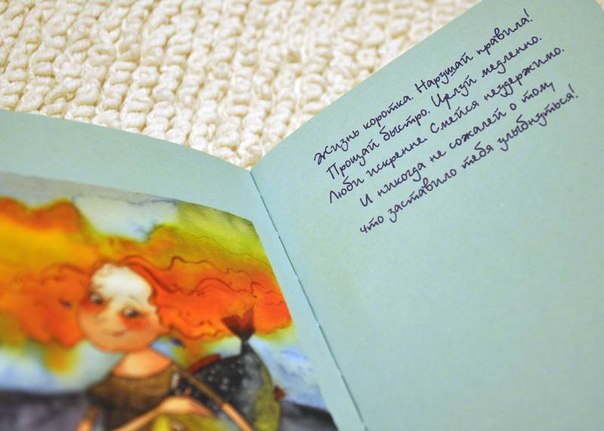 Жизнь коротка. Нарушай правила!
Прощай быстро. Целуй медленно.
Люби искренне. Смейся неудержимо.
И никогда не сожалей о том,
что заставило тебя улыбнуться!